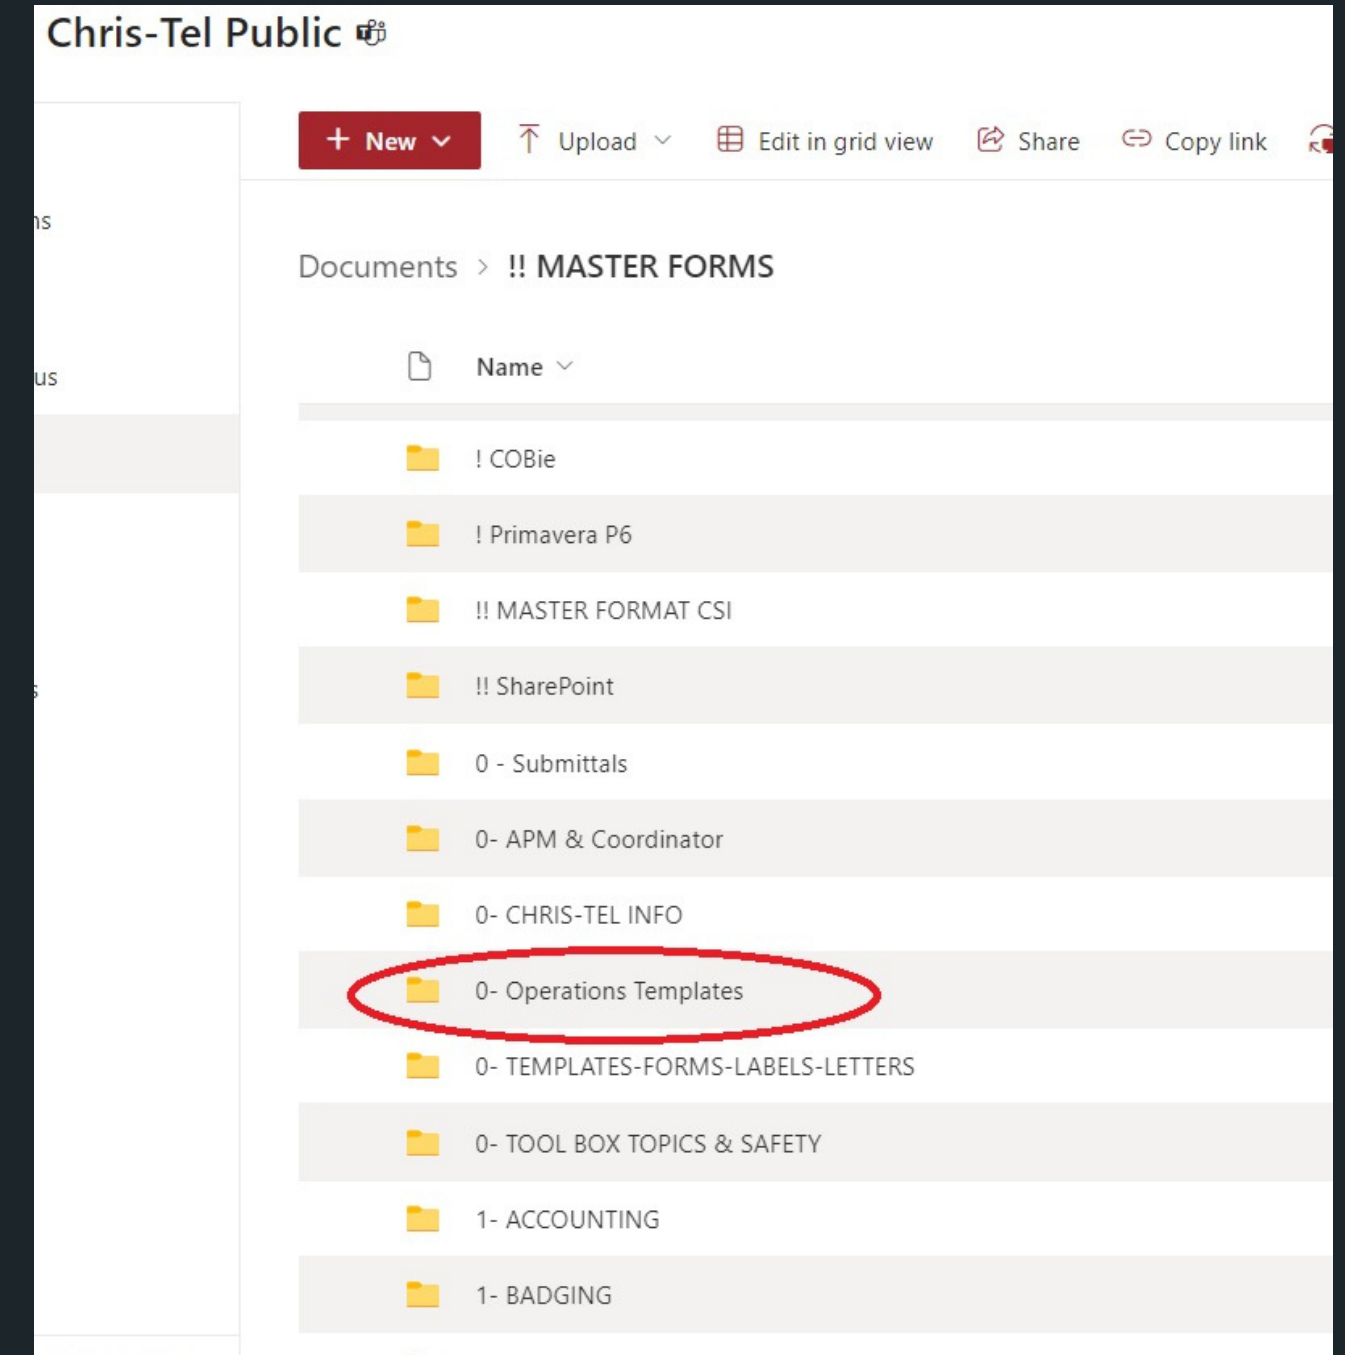 Chris-Tel Public
+ New Upload Edit in grid view Share Copy link
ns
Documents > !! MASTER FORMS
Name
us
! COBie
! Primavera P6
!! MASTER FORMAT CSI
!! SharePoint
s
0 - Submittals
0- APM & Coordinator
0- CHRIS-TEL INFO
0- Operations Templates
0- TEMPLATES-FORMS-LABELS-LETTERS
0- TOOL BOX TOPICS & SAFETY
1- ACCOUNTING
1- BADGING